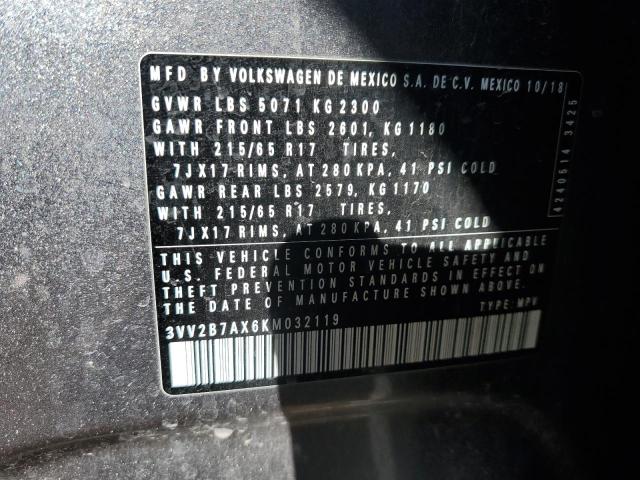 MFD BY VOLKSWAGEN DE MEXICO S.A. DE C.V. MEXICO 10/18
GVWR LBS 5071 KG 2300
GAWR FRONT LBS 2601, KG 1180
WITH 215/65 R17 TIRES,
7JX17 RIMS, AT 280 KPA, 41 PSI COLD
GAWR REAR LBS 2579, KG 1170
WITH 215/65 R17 TIRES,
7JX17 RIMS, AT 280 KPA, 41 PSI COLD
THIS VEHICLE CONFORMS TO ALL APPLICABLE
U.S. FEDERAL MOTOR VEHICLE SAFETY AND
THEFT PREVENTION STANDARDS IN EFFECT ON
THE DATE OF MANUFACTURE SHOWN ABOVE.
3VV2B7AX6KM032119 TYPE: MPV
4240514 3425